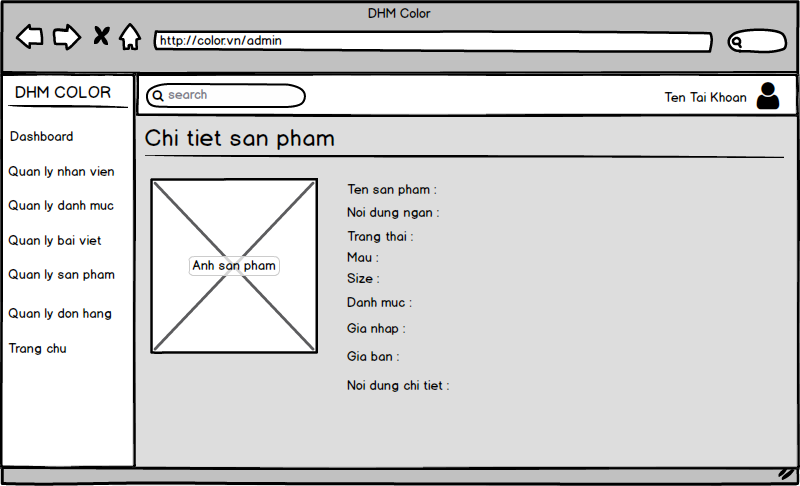 DHM Color
http://color.vn/admin
DHM COLOR
search
Ten Tai Khoan
Dashboard
Quan ly nhan vien
Quan ly danh muc
Quan ly bai viet
Quan ly san pham
Quan ly don hang
Trang chu
Chi tiet san pham
Anh san pham
Ten san pham :
Noi dung ngan :
Trang thai :
Mau :
Size :
Danh muc :
Gia nhap :
Gia ban :
Noi dung chi tiet :